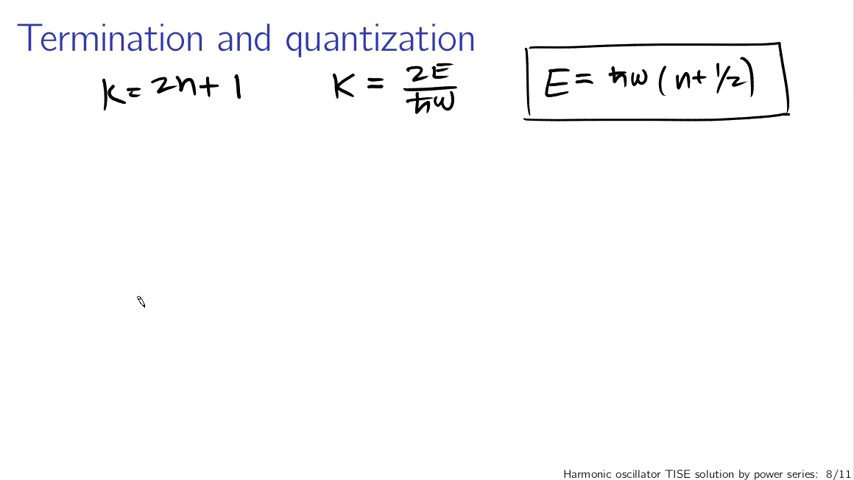 Termination and quantization
K = 2n + 1 K = 2E/ħω E = ħω (n + 1/2)
Harmonic oscillator TISE solution by power series: 8/11